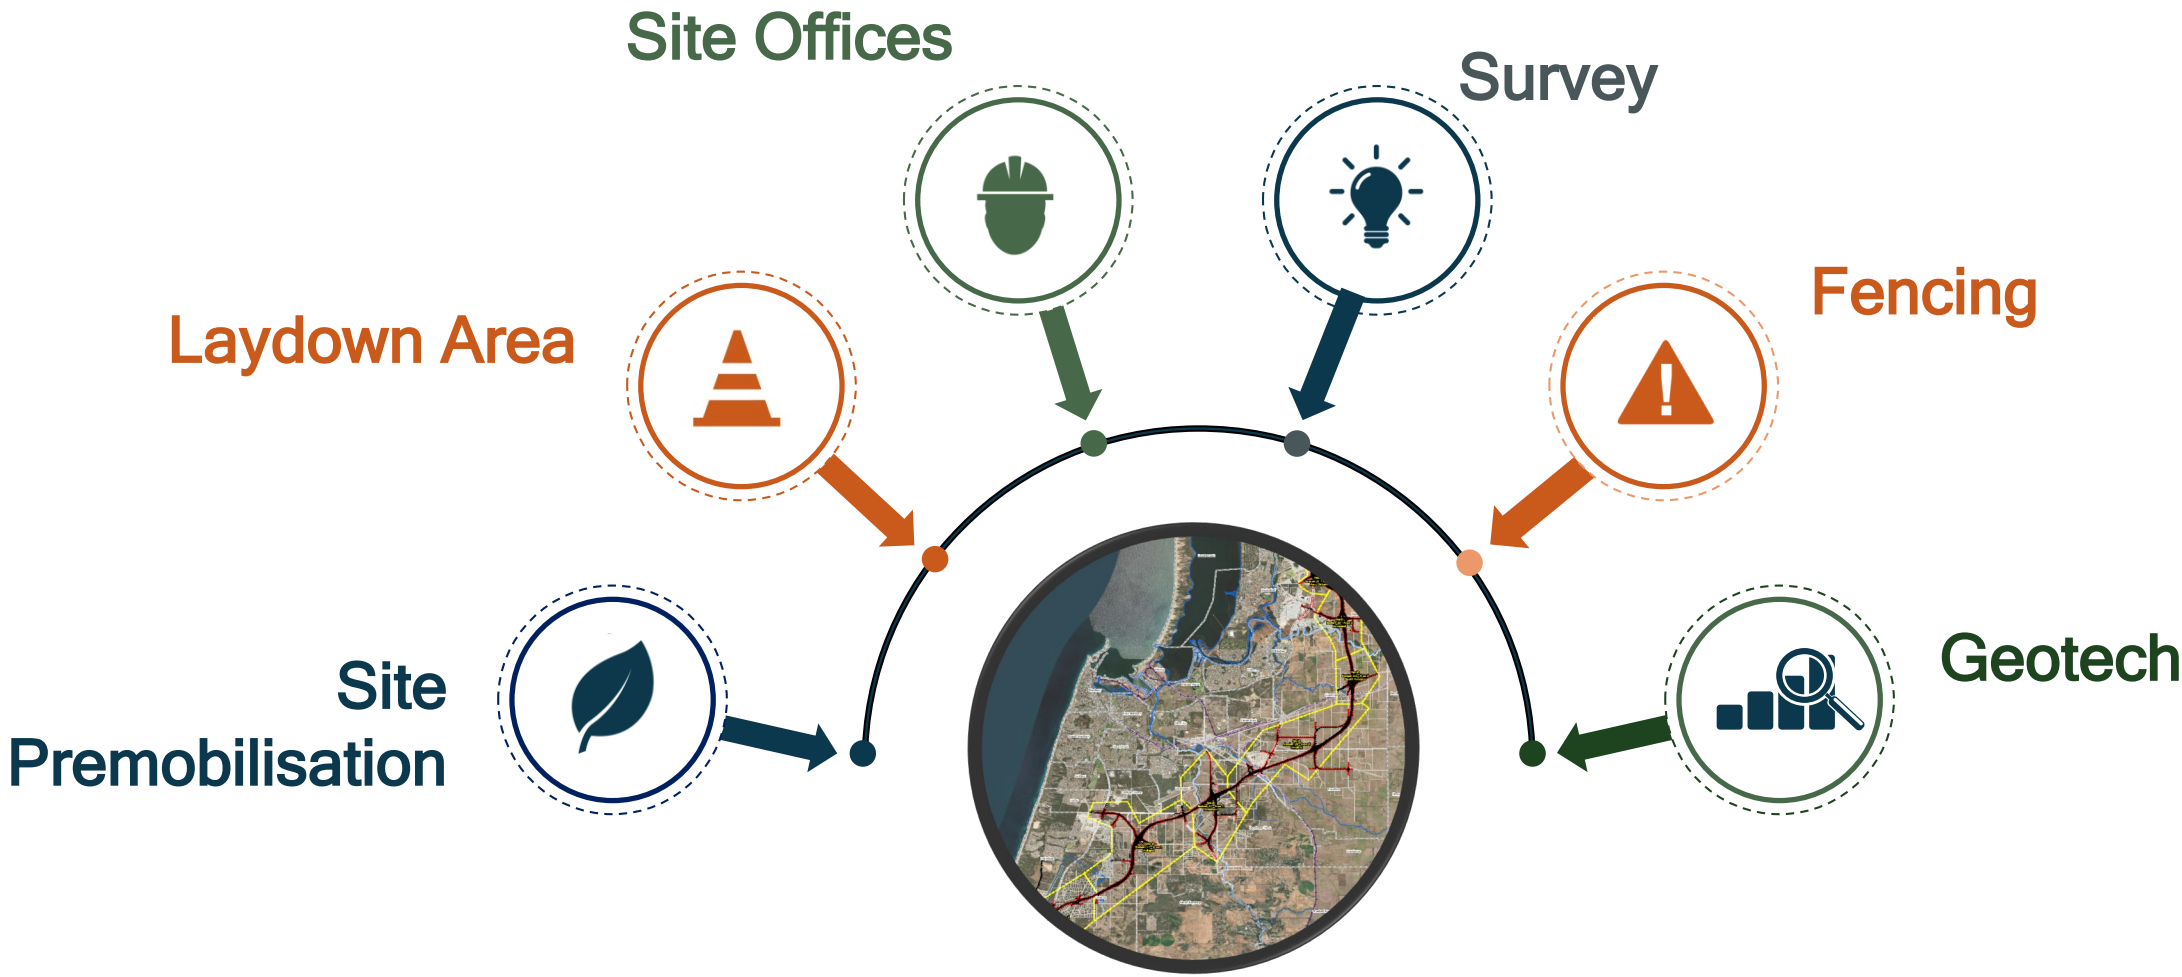 Site Offices
Survey
Fencing
Laydown Area
Geotech
Site
Premobilisation